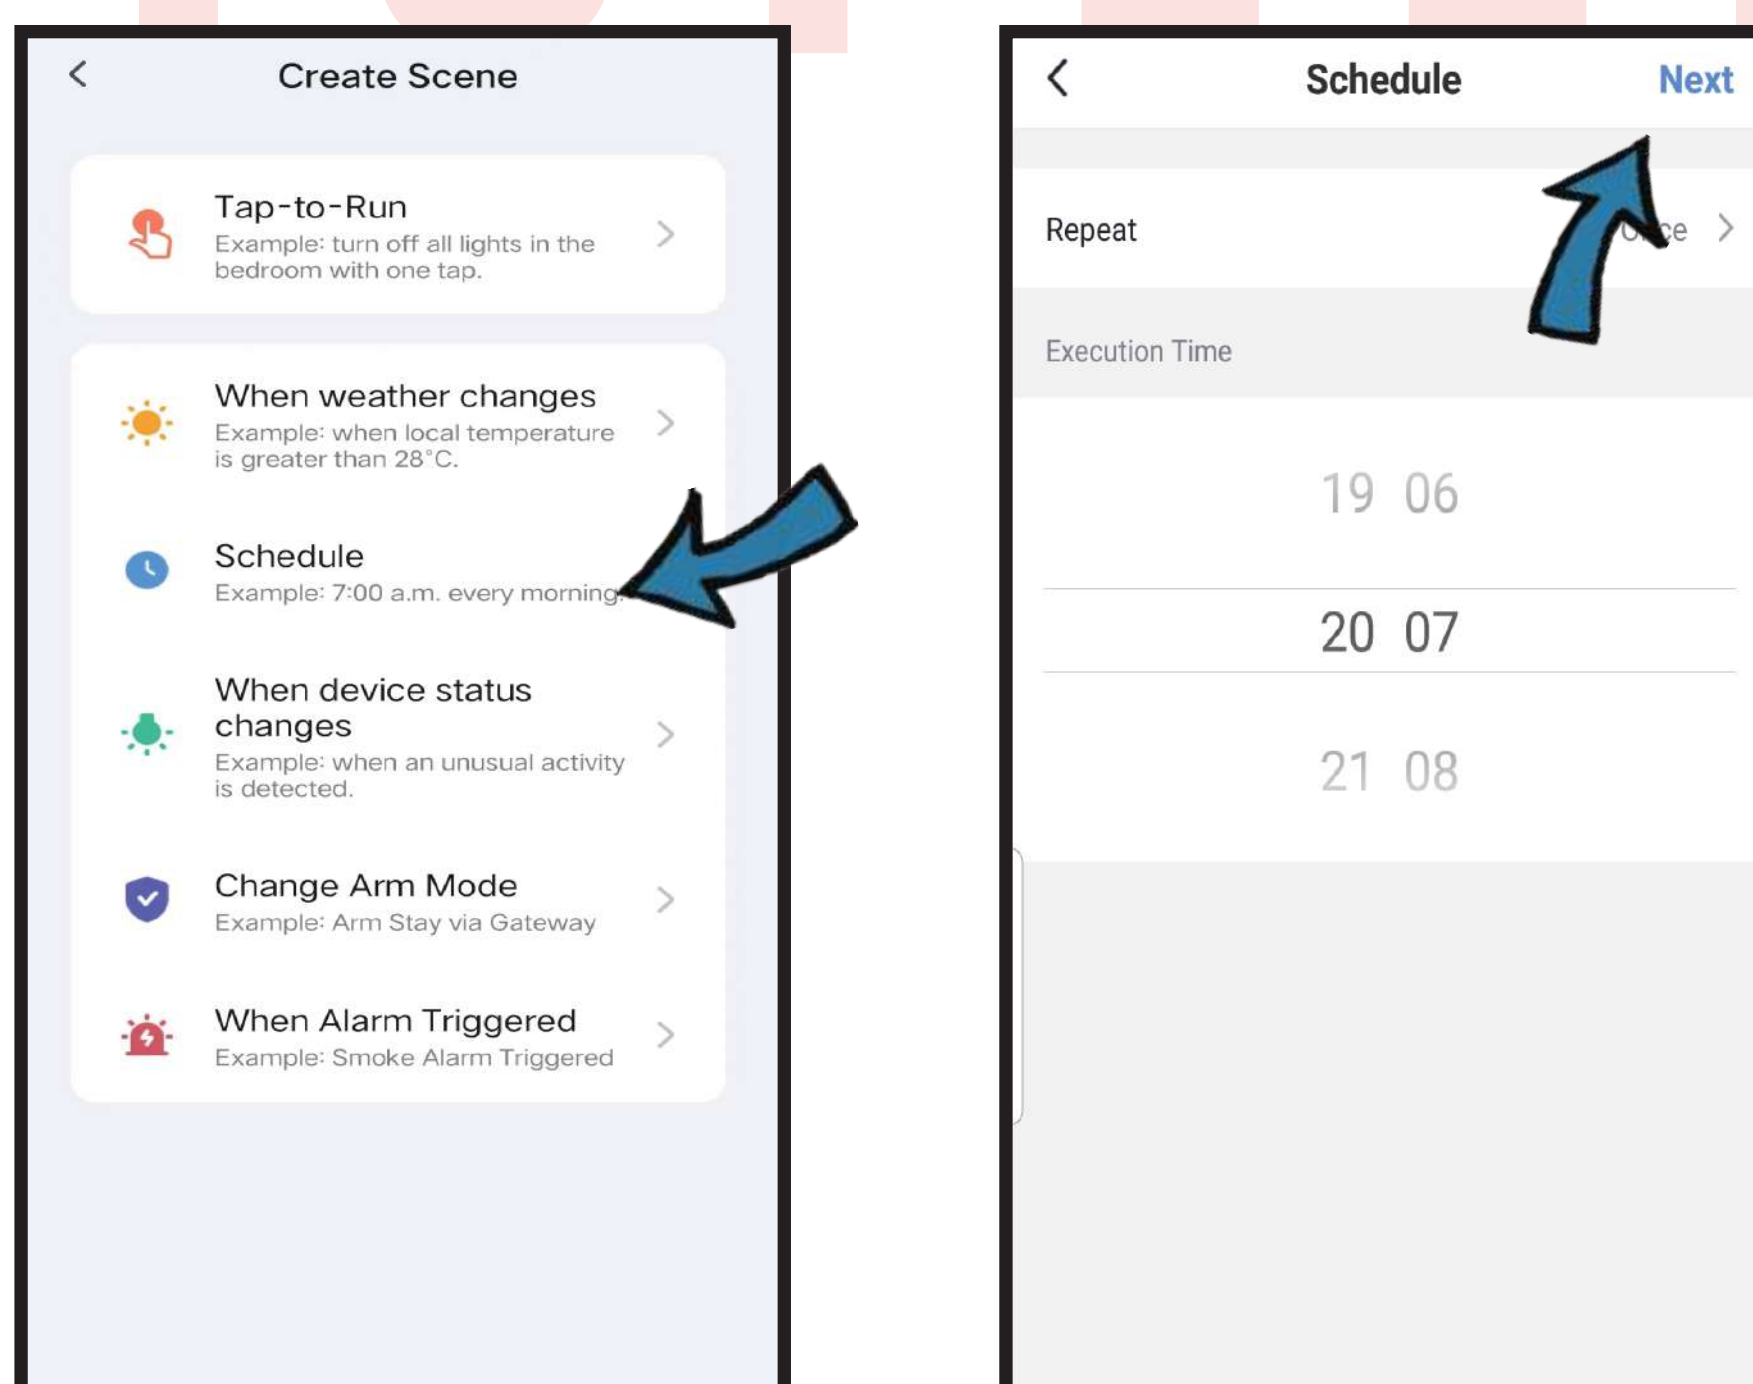 Create Scene
Tap-to-Run
Example: turn off all lights in the
bedroom with one tap.
When weather changes
Example: when local temperature
is greater than 28°C.
Schedule
Example: 7:00 a.m. every morning.
When device status
changes
Example: when an unusual activity
is detected.
Change Arm Mode
Example: Arm Stay via Gateway
When Alarm Triggered
Example: Smoke Alarm Triggered
Schedule
Next
Repeat
Execution Time
19 06
20 07
21 08